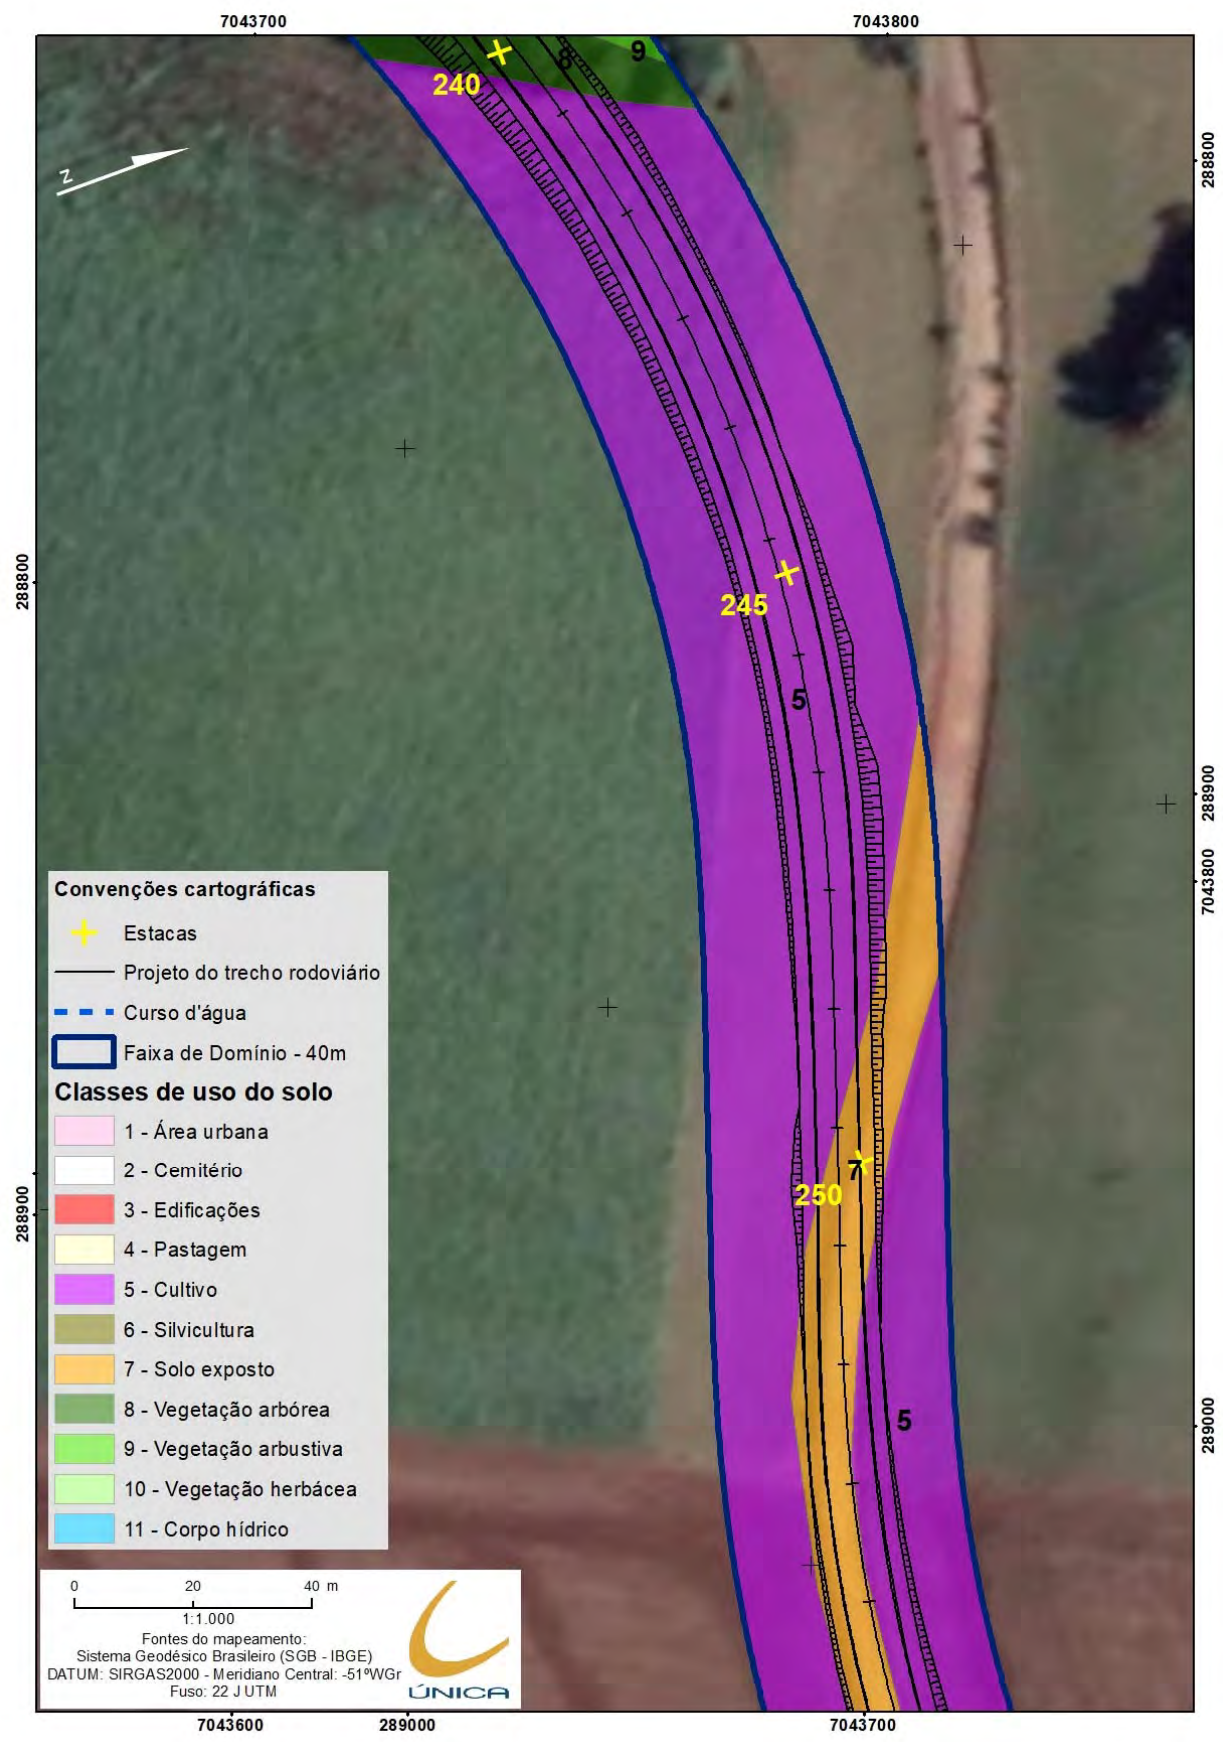 7043700
7043800
8
9
240
N
288800
288800
245
5
288900
7043800
Convenções cartográficas
Estacas
Projeto do trecho rodoviário
Curso d'água
Faixa de Domínio - 40m
Classes de uso do solo
1 - Área urbana
2 - Cemitério
3 - Edificações
4 - Pastagem
5 - Cultivo
6 - Silvicultura
7 - Solo exposto
8 - Vegetação arbórea
9 - Vegetação arbustiva
10 - Vegetação herbácea
11 - Corpo hídrico
7
250
288900
5
289000
0 20 40 m
1:1.000
Fontes do mapeamento:
Sistema Geodésico Brasileiro (SGB - IBGE)
DATUM: SIRGAS2000 - Meridiano Central: -51ºWGr
Fuso: 22 J UTM
ÚNICA
7043600
289000
7043700